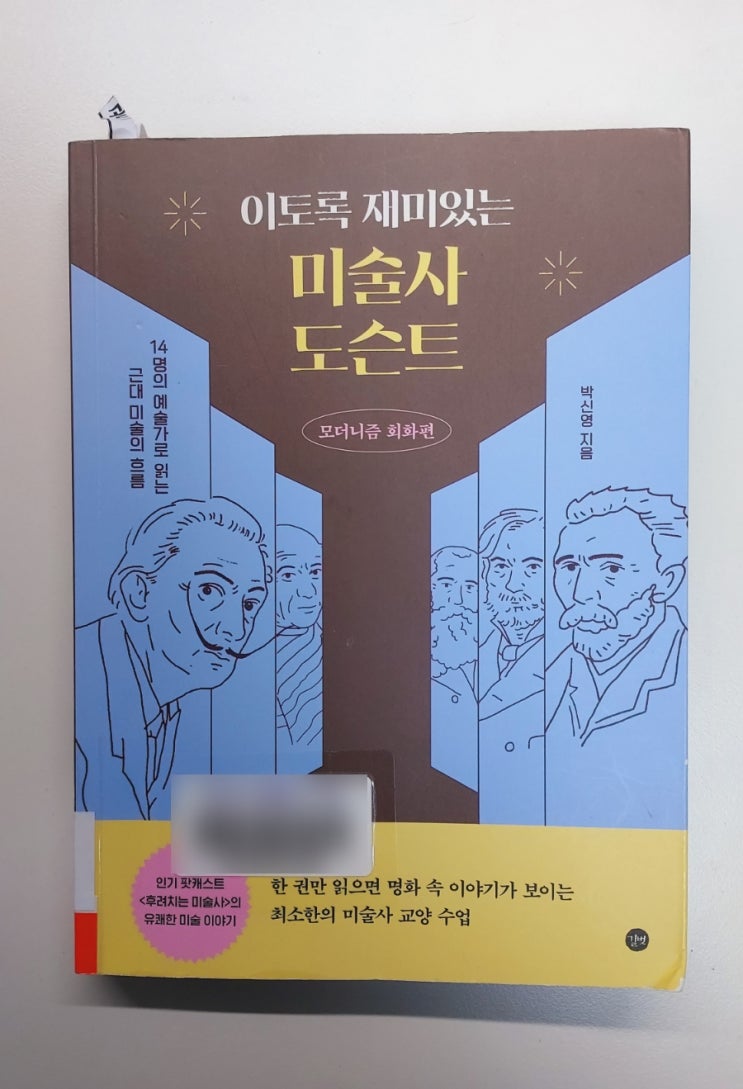 이토록 재미있는
미술사
도슨트
모더니즘 회화편
14명의 예술가로 읽는
근대 미술의 흐름
박신영 지음
인기 팟캐스트
<후려치는 미술사>의
유쾌한 미술 이야기
한 권만 읽으면 명화 속 이야기가 보이는
최소한의 미술사 교양 수업
길벗